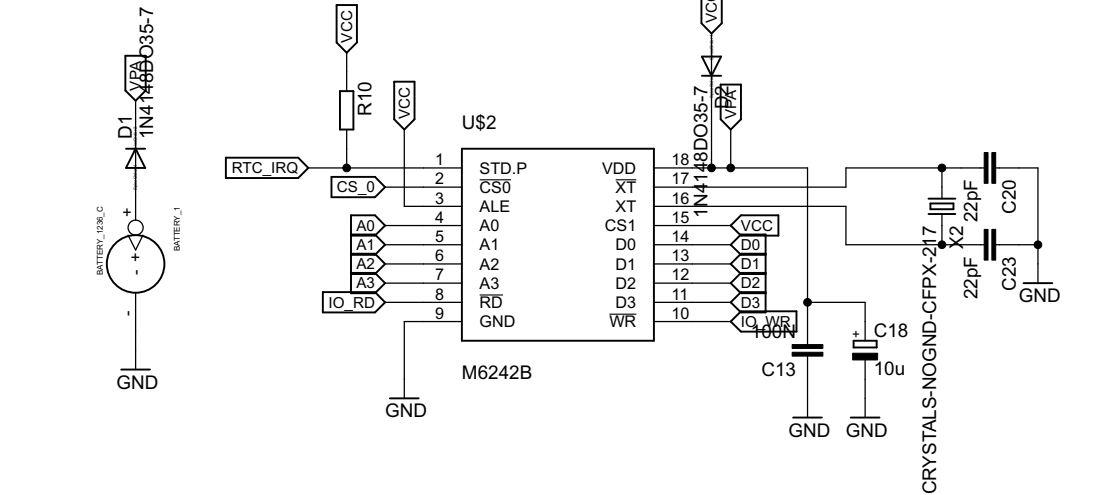 VPA
1N4148DO35-7
D1
+
BATTERY_1236_C
BATTERY_1
+
-
-
GND
VCC
R10
VCC
RTC_IRQ
CS_0
A0
A1
A2
A3
IO_RD
U$2
1 STD.P VDD 18
2 CS0 XT 17
3 ALE XT 16
4 A0 CS1 15
5 A1 D0 14
6 A2 D1 13
7 A3 D2 12
8 RD D3 11
9 GND WR 10
M6242B
GND
VCC
1N4148DO35-7
D2
VPA
VCC
D0
D1
D2
D3
IO_WR
100N
C13
GND
+
C18
10u
GND
22pF
C20
X2
CRYSTALS-NOGND-CFPX-217
22pF
C23
GND